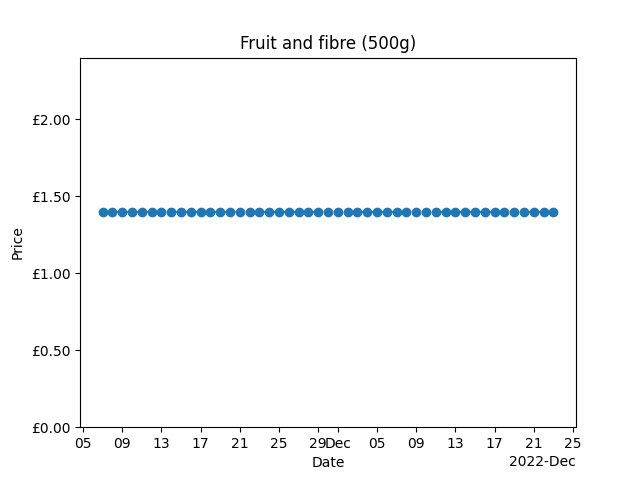 Fruit and fibre (500g)
£2.00
£1.50
£1.00
£0.50
£0.00
Price
05 09 13 17 21 25 29 Dec 05 09 13 17 21 25
Date
2022-Dec